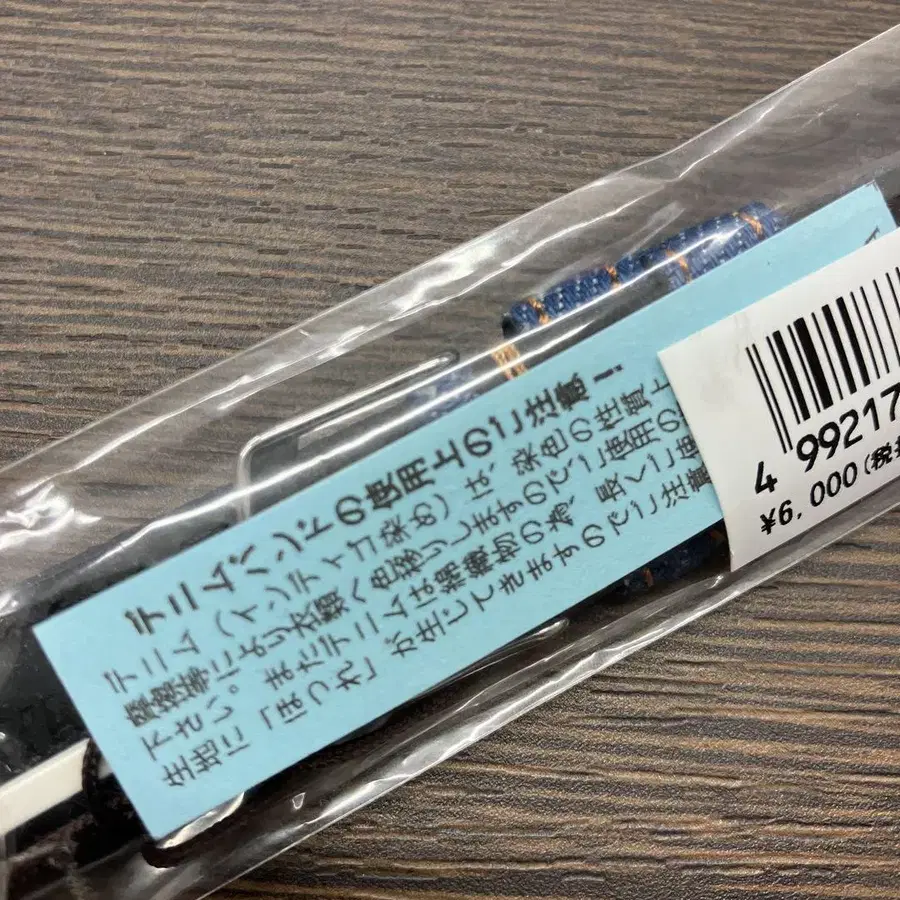 デニムバンドの使用上のご注意！
デニム（インディゴ染め）は、染色の性質上
摩擦等により衣類へ色移りしますのでご使用の
下さい。またデニムは綿織物の為、長くご使
生地に「ほつれ」が生じてきますのでご注意
4 99217
¥6,000(税